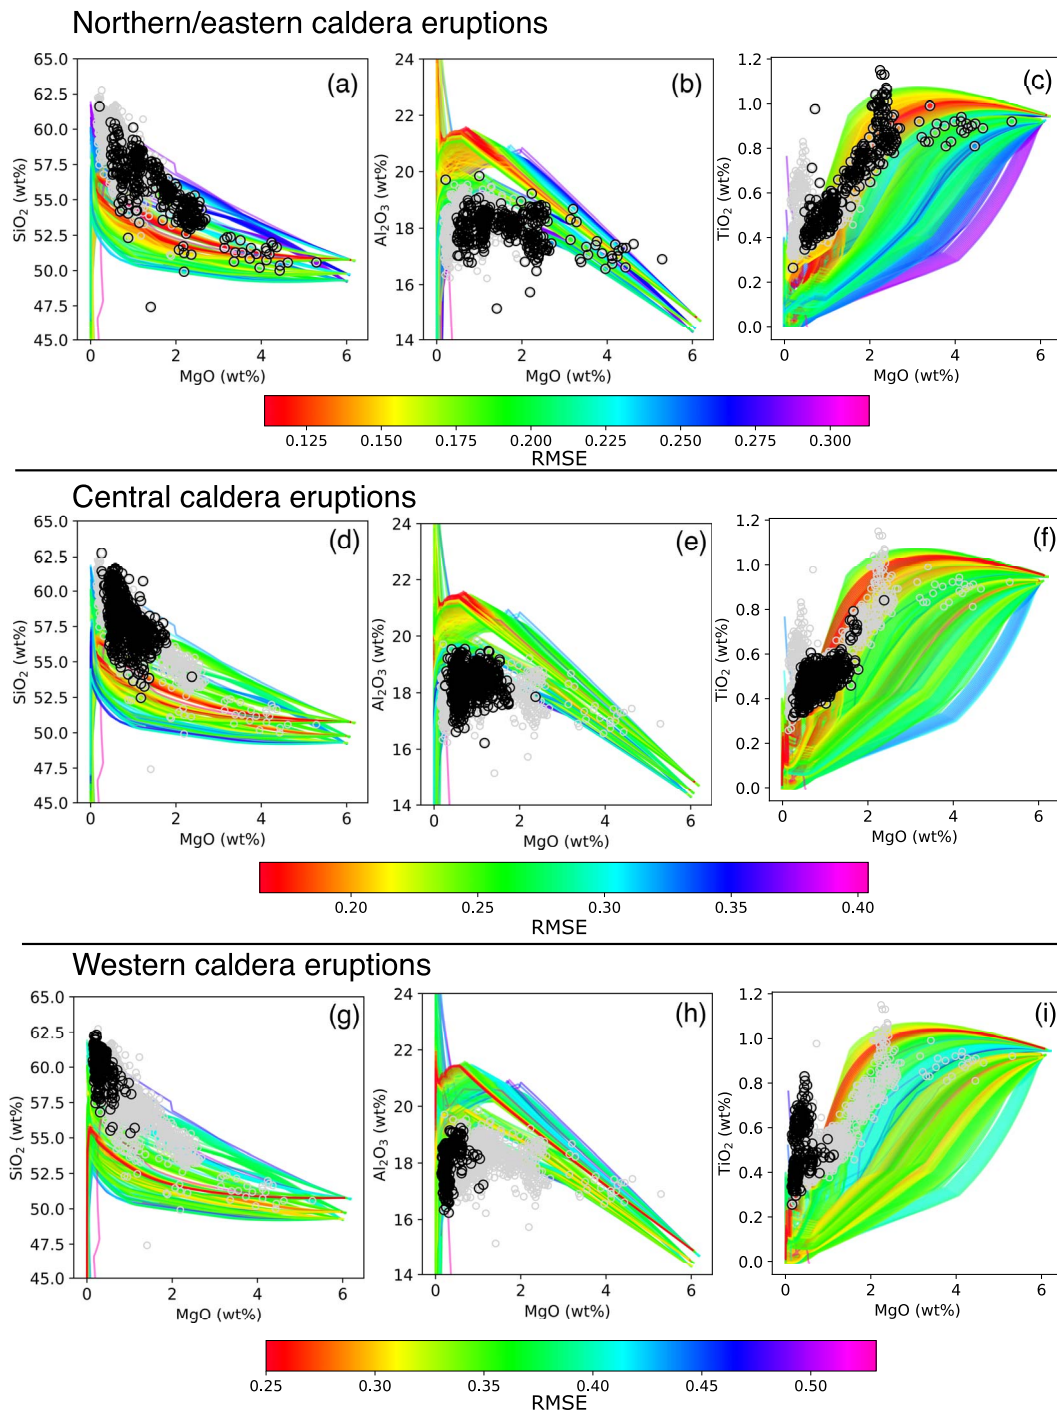 Northern/eastern caldera eruptions
65.0
62.5
60.0
57.5
55.0
52.5
50.0
47.5
45.0
SiO₂ (wt%)
(a)
0 2 4 6
MgO (wt%)
24
22
20
18
16
14
Al₂O₃ (wt%)
(b)
0 2 4 6
MgO (wt%)
1.2
1.0
0.8
0.6
0.4
0.2
0.0
TiO₂ (wt%)
(c)
0 2 4 6
MgO (wt%)
0.125 0.150 0.175 0.200 0.225 0.250 0.275 0.300
RMSE
Central caldera eruptions
65.0
62.5
60.0
57.5
55.0
52.5
50.0
47.5
45.0
SiO₂ (wt%)
(d)
0 2 4 6
MgO (wt%)
24
22
20
18
16
14
Al₂O₃ (wt%)
(e)
0 2 4 6
MgO (wt%)
1.2
1.0
0.8
0.6
0.4
0.2
0.0
TiO₂ (wt%)
(f)
0 2 4 6
MgO (wt%)
0.20 0.25 0.30 0.35 0.40
RMSE
Western caldera eruptions
65.0
62.5
60.0
57.5
55.0
52.5
50.0
47.5
45.0
SiO₂ (wt%)
(g)
0 2 4 6
MgO (wt%)
24
22
20
18
16
14
Al₂O₃ (wt%)
(h)
0 2 4 6
MgO (wt%)
1.2
1.0
0.8
0.6
0.4
0.2
0.0
TiO₂ (wt%)
(i)
0 2 4 6
MgO (wt%)
0.25 0.30 0.35 0.40 0.45 0.50
RMSE